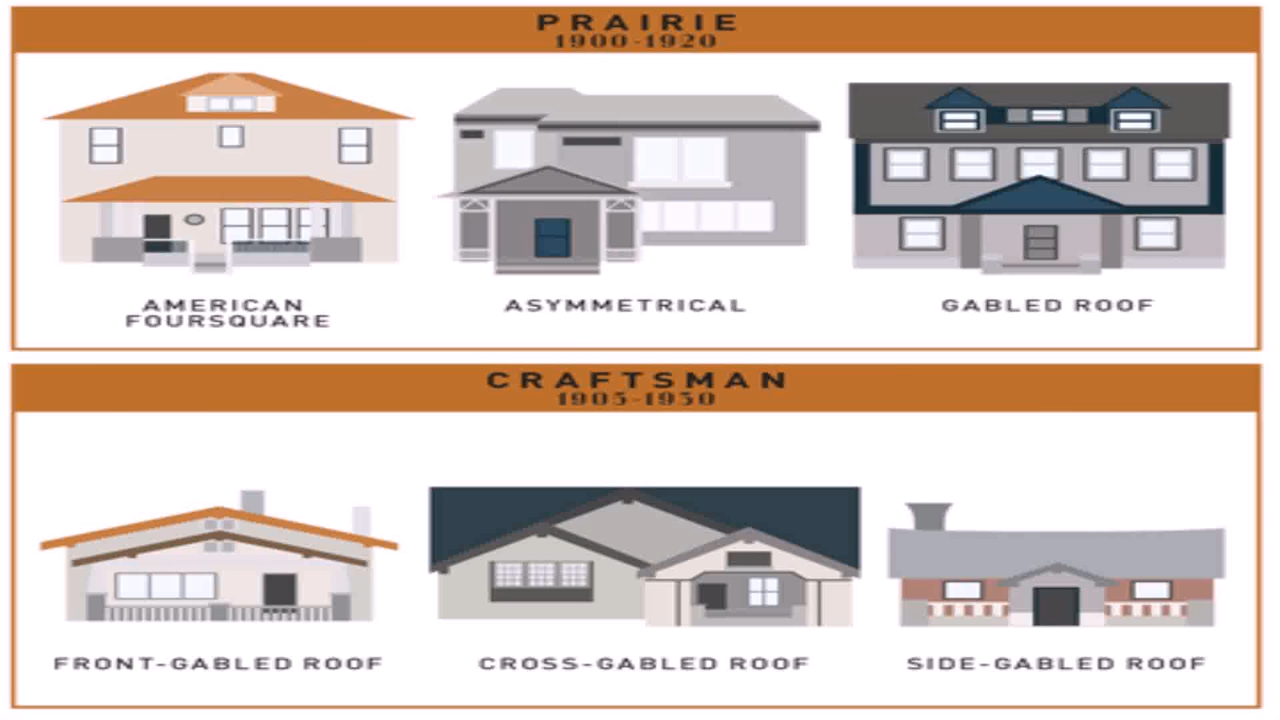 PRAIRIE
1900-1920
AMERICAN
FOURSQUARE
ASYMMETRICAL
GABLED ROOF
CRAFTSMAN
1905-1930
FRONT-GABLED ROOF
CROSS-GABLED ROOF
SIDE-GABLED ROOF